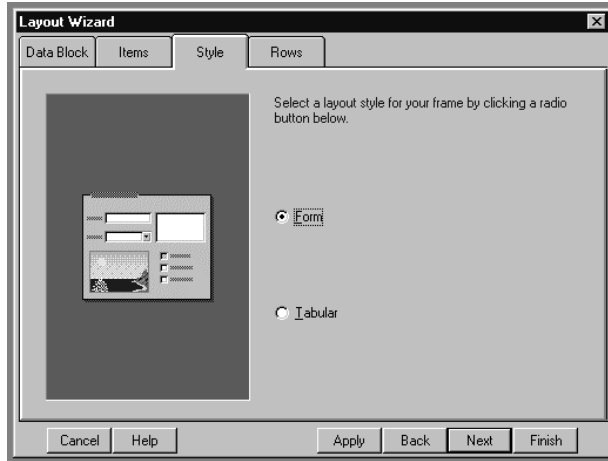 Layout Wizard
Data Block Items Style Rows
Select a layout style for your frame by clicking a radio
button below.
Form
Tabular
Cancel Help Apply Back Next Finish